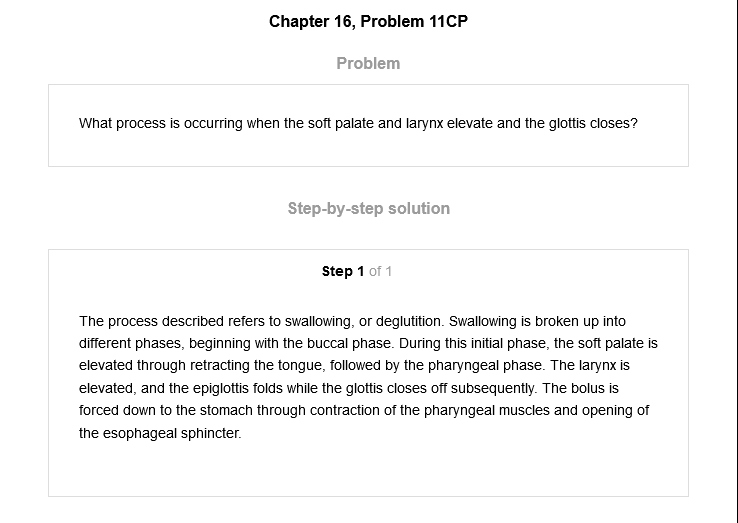 Chapter 16, Problem 11CP
Problem
What process is occurring when the soft palate and larynx elevate and the glottis closes?
Step-by-step solution
Step 1 of 1
The process described refers to swallowing, or deglutition. Swallowing is broken up into
different phases, beginning with the buccal phase. During this initial phase, the soft palate is
elevated through retracting the tongue, followed by the pharyngeal phase. The larynx is
elevated, and the epiglottis folds while the glottis closes off subsequently. The bolus is
forced down to the stomach through contraction of the pharyngeal muscles and opening of
the esophageal sphincter.